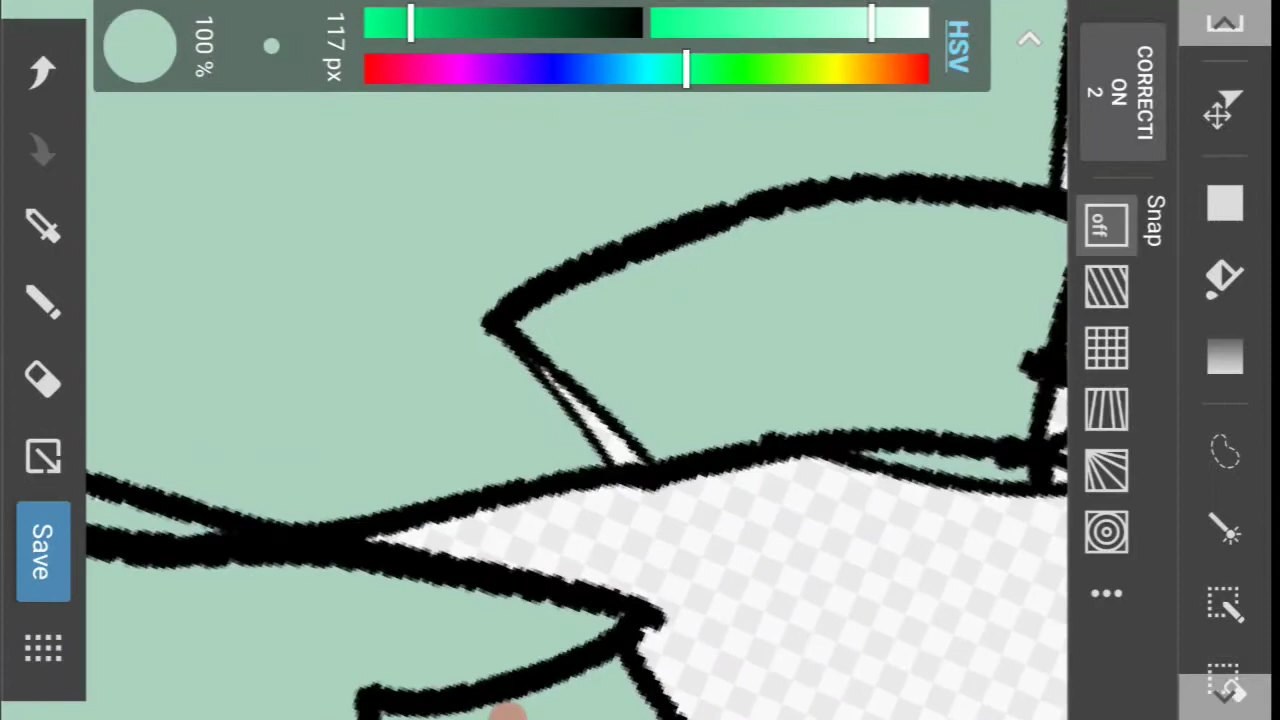 HSV
117 px
100 %
CORRECTI
ON
2
Snap
off
Save